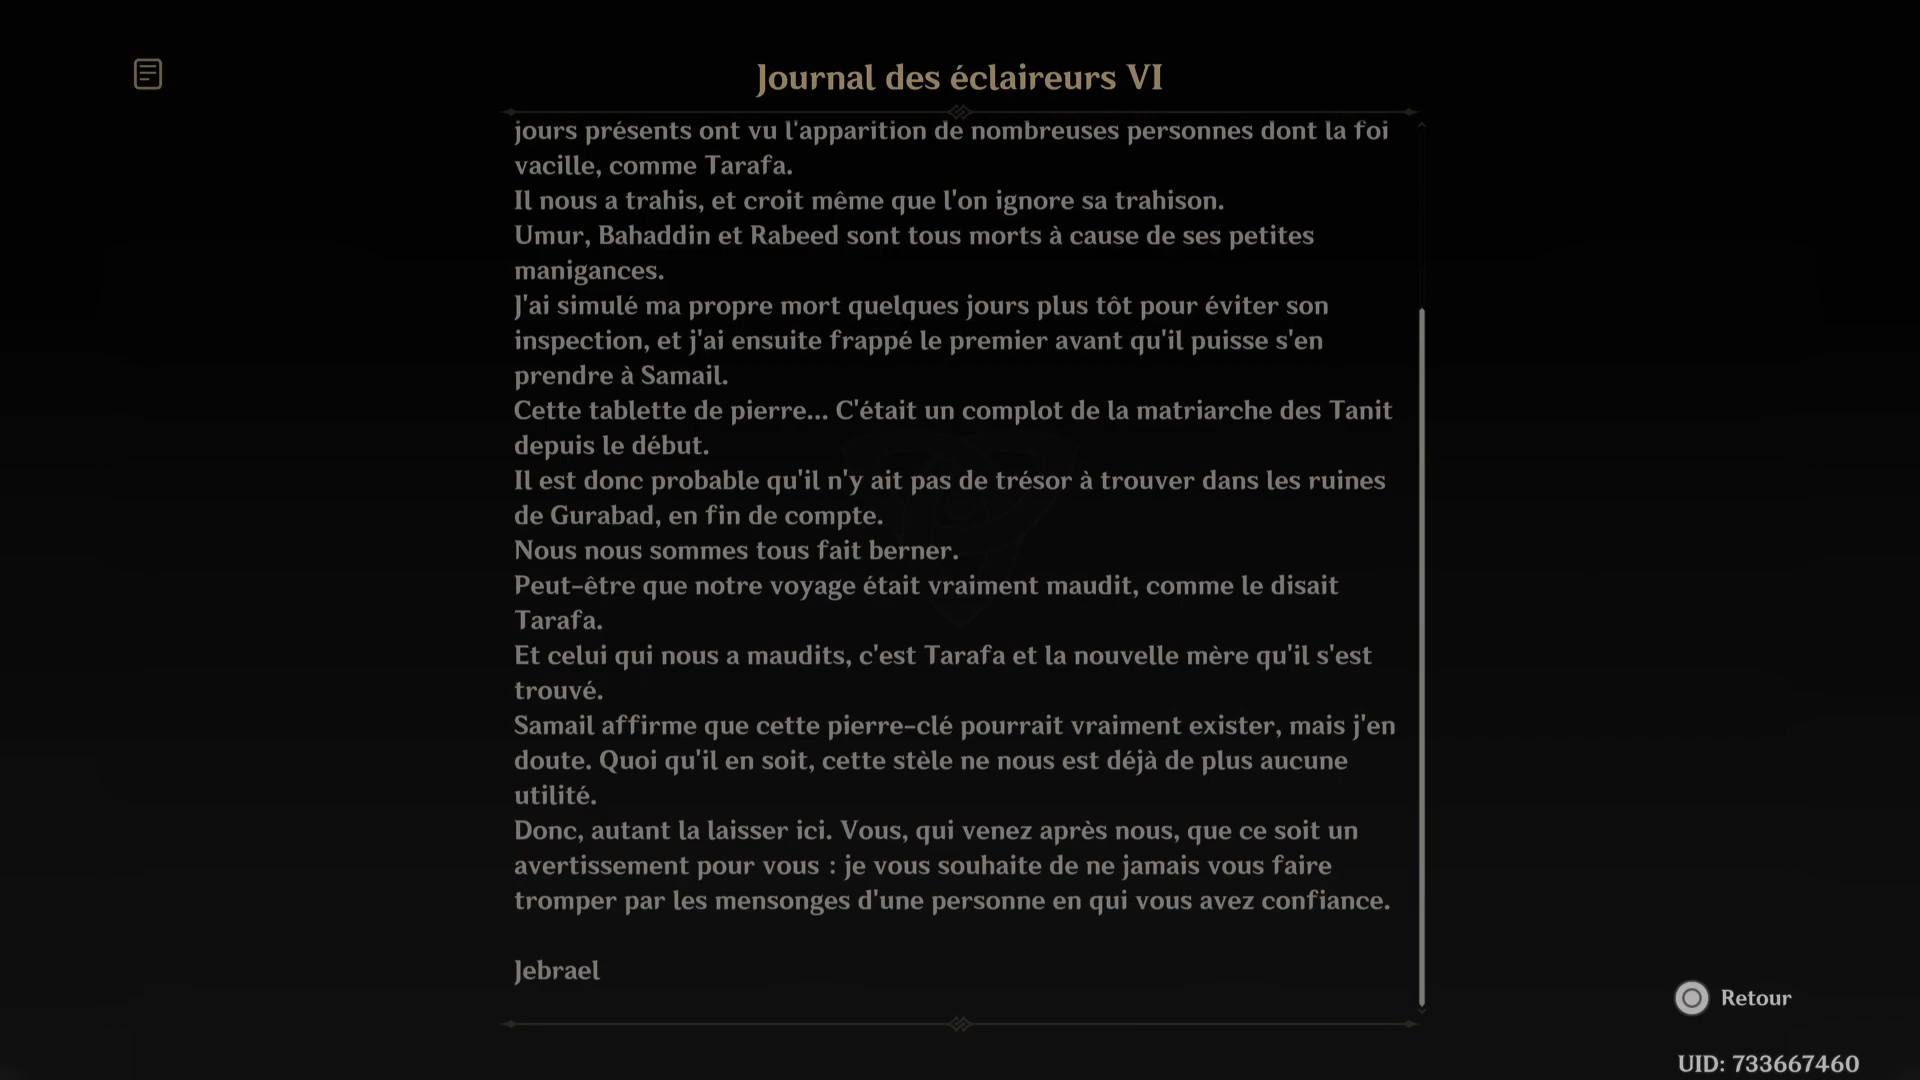 Journal des éclaireurs VI
jours présents ont vu l'apparition de nombreuses personnes dont la foi
vacille, comme Tarafa.
Il nous a trahis, et croit même que l'on ignore sa trahison.
Umur, Bahaddin et Rabeed sont tous morts à cause de ses petites
manigances.
J'ai simulé ma propre mort quelques jours plus tôt pour éviter son
inspection, et j'ai ensuite frappé le premier avant qu'il puisse s'en
prendre à Samail.
Cette tablette de pierre... C'était un complot de la matriarche des Tanit
depuis le début.
Il est donc probable qu'il n'y ait pas de trésor à trouver dans les ruines
de Gurabad, en fin de compte.
Nous nous sommes tous fait berner.
Peut-être que notre voyage était vraiment maudit, comme le disait
Tarafa.
Et celui qui nous a maudits, c'est Tarafa et la nouvelle mère qu'il s'est
trouvé.
Samail affirme que cette pierre-clé pourrait vraiment exister, mais j'en
doute. Quoi qu'il en soit, cette stèle ne nous est déjà de plus aucune
utilité.
Donc, autant la laisser ici. Vous, qui venez après nous, que ce soit un
avertissement pour vous : je vous souhaite de ne jamais vous faire
tromper par les mensonges d'une personne en qui vous avez confiance.
Jebrael
Retour
UID: 733667460